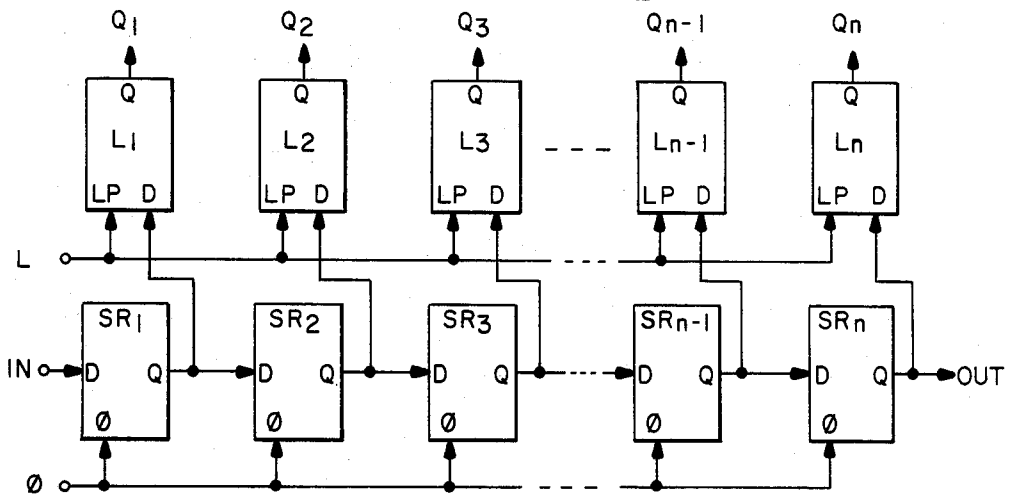 Q1 Q2 Q3 Qn-1 Qn
Q Q Q Q Q
L1 L2 L3 Ln-1 Ln
LP D LP D LP D LP D LP D
L
SR1 SR2 SR3 SRn-1 SRn
IN D Q D Q D Q D Q D Q OUT
Ø Ø Ø Ø Ø
Ø